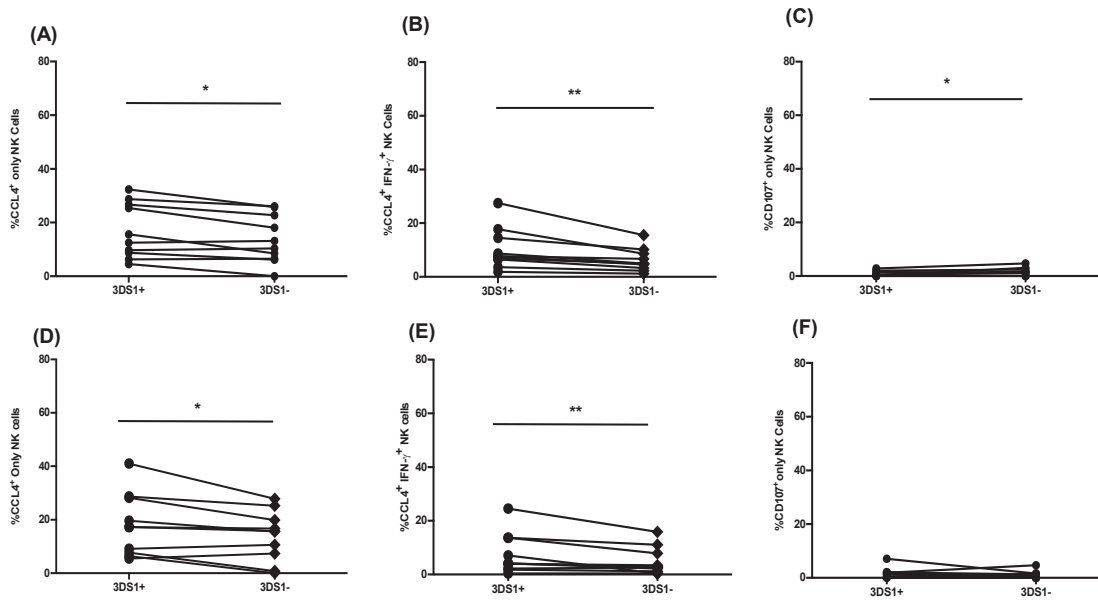 (A)
80
60
40
20
0
%CCL4+ only NK Cells
*
3DS1+
3DS1-
(B)
80
60
40
20
0
%CCL4+ IFN-γ+ NK Cells
**
3DS1+
3DS1-
(C)
80
60
40
20
0
%CD107+ only NK Cells
*
3DS1+
3DS1-
(D)
80
60
40
20
0
%CCL4+ Only NK cells
*
3DS1+
3DS1-
(E)
80
60
40
20
0
%CCL4+ IFN-γ+ NK cells
**
3DS1+
3DS1-
(F)
80
60
40
20
0
%CD107+ only NK Cells
3DS1+
3DS1-